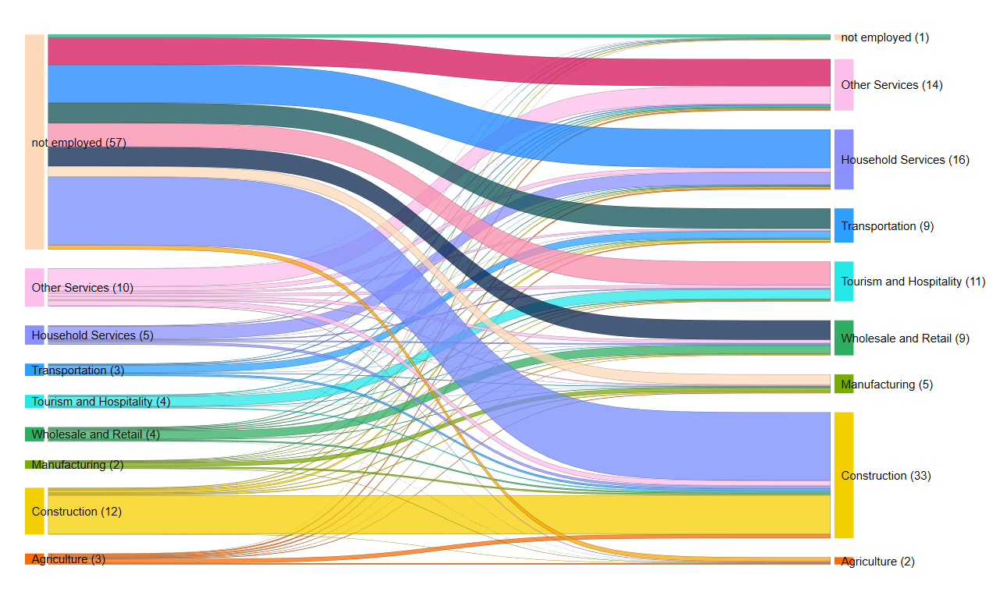 not employed (57)
Other Services (10)
Household Services (5)
Transportation (3)
Tourism and Hospitality (4)
Wholesale and Retail (4)
Manufacturing (2)
Construction (12)
Agriculture (3)
not employed (1)
Other Services (14)
Household Services (16)
Transportation (9)
Tourism and Hospitality (11)
Wholesale and Retail (9)
Manufacturing (5)
Construction (33)
Agriculture (2)